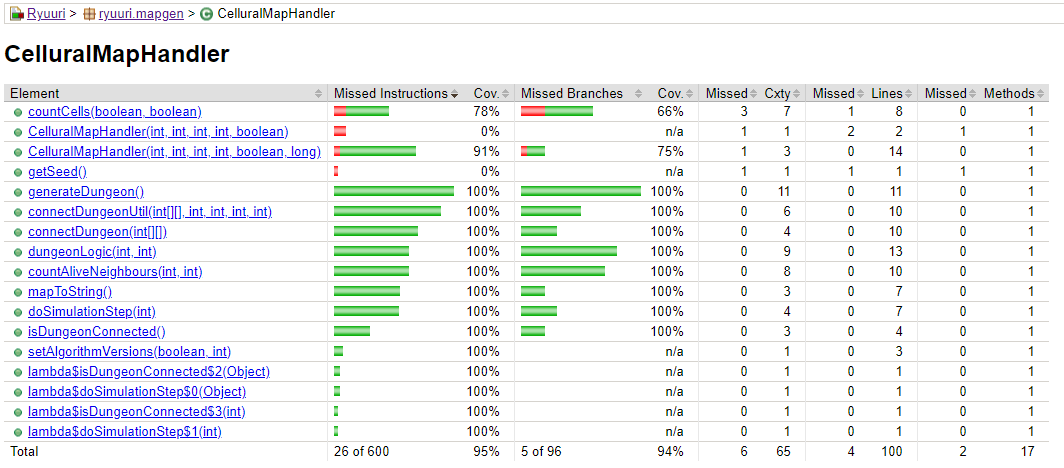 Ryuuri > ryuuri.mapgen > CelluralMapHandler
CelluralMapHandler
Element Missed Instructions Cov. Missed Branches Cov. Missed Cxty Missed Lines Missed Methods
countCells(boolean, boolean) 78% 66% 3 7 1 8 0 1
CelluralMapHandler(int, int, int, int, boolean) 0% n/a 1 1 2 2 1 1
CelluralMapHandler(int, int, int, int, boolean, long) 91% 75% 1 3 0 14 0 1
getSeed() 0% n/a 1 1 1 1 1 1
generateDungeon() 100% 100% 0 11 0 11 0 1
connectDungeonUtil(int[][], int, int, int, int) 100% 100% 0 6 0 10 0 1
connectDungeon(int[][]) 100% 100% 0 4 0 10 0 1
dungeonLogic(int, int) 100% 100% 0 9 0 13 0 1
countAliveNeighbours(int, int) 100% 100% 0 8 0 10 0 1
mapToString() 100% 100% 0 3 0 7 0 1
doSimulationStep(int) 100% 100% 0 4 0 7 0 1
isDungeonConnected() 100% 100% 0 3 0 4 0 1
setAlgorithmVersions(boolean, int) 100% n/a 0 1 0 3 0 1
lambda$isDungeonConnected$2(Object) 100% n/a 0 1 0 1 0 1
lambda$doSimulationStep$0(Object) 100% n/a 0 1 0 1 0 1
lambda$isDungeonConnected$3(int) 100% n/a 0 1 0 1 0 1
lambda$doSimulationStep$1(int) 100% n/a 0 1 0 1 0 1
Total 26 of 600 95% 5 of 96 94% 6 65 4 100 2 17